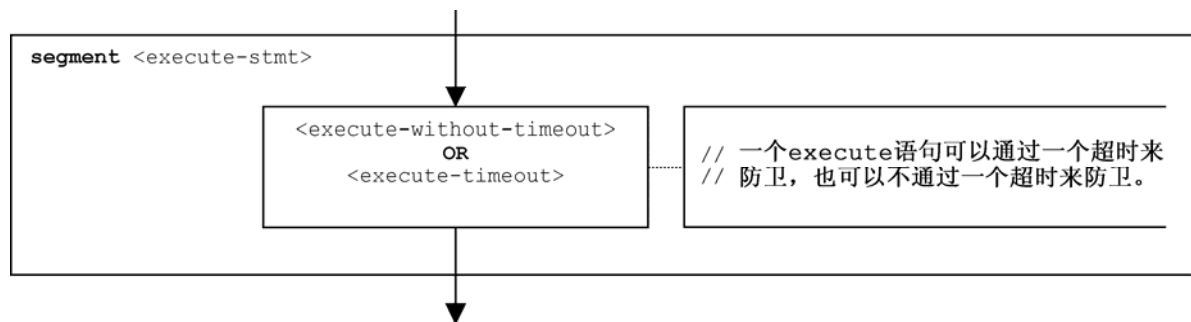 segment <execute-stmt>
<execute-without-timeout>
OR
<execute-timeout>
// 一个execute语句可以通过一个超时来
// 防卫，也可以不通过一个超时来防卫。